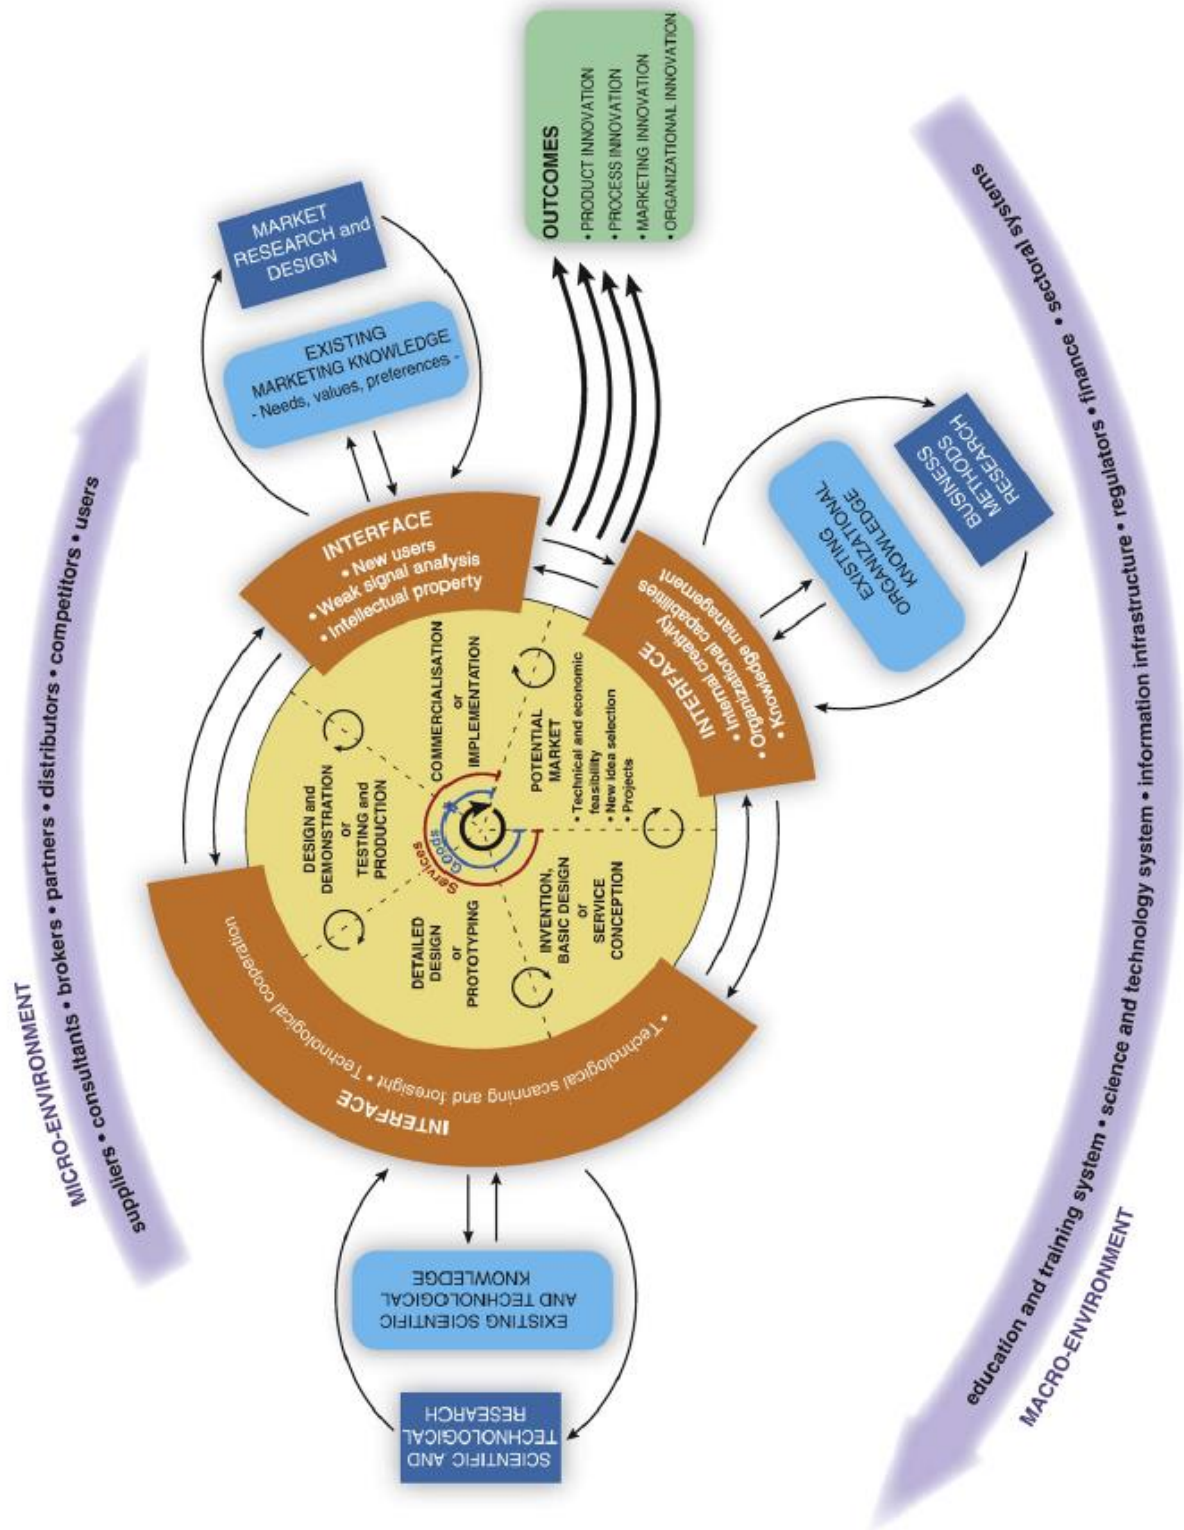 MICRO-ENVIRONMENT
suppliers • consultants • brokers • partners • distributors • competitors • users
SCIENTIFIC AND
TECHNOLOGICAL
RESEARCH
EXISTING SCIENTIFIC
AND TECHNOLOGICAL
KNOWLEDGE
INTERFACE
• Technological scanning and foresight • Technological cooperation
MARKET
RESEARCH and
DESIGN
EXISTING
MARKETING KNOWLEDGE
- Needs, values, preferences -
INTERFACE
• New users
• Weak signal analysis
• Intellectual property
DESIGN and
DEMONSTRATION
or
TESTING and
PRODUCTION
COMMERCIALISATION
or
IMPLEMENTATION
DETAILED
DESIGN
or
PROTOTYPING
Services
Goods
INVENTION,
BASIC DESIGN
or
SERVICE
CONCEPTION
POTENTIAL
MARKET
• Technical and economic
feasibility
• New idea selection
• Projects
INTERFACE
• Internal creativity
• Organizational capabilities
• Knowledge management
EXISTING
ORGANIZATIONAL
KNOWLEDGE
BUSINESS
METHODS
RESEARCH
OUTCOMES
• PRODUCT INNOVATION
• PROCESS INNOVATION
• MARKETING INNOVATION
• ORGANIZATIONAL INNOVATION
education and training system • science and technology system • information infrastructure • regulators • finance • sectoral systems
MACRO-ENVIRONMENT